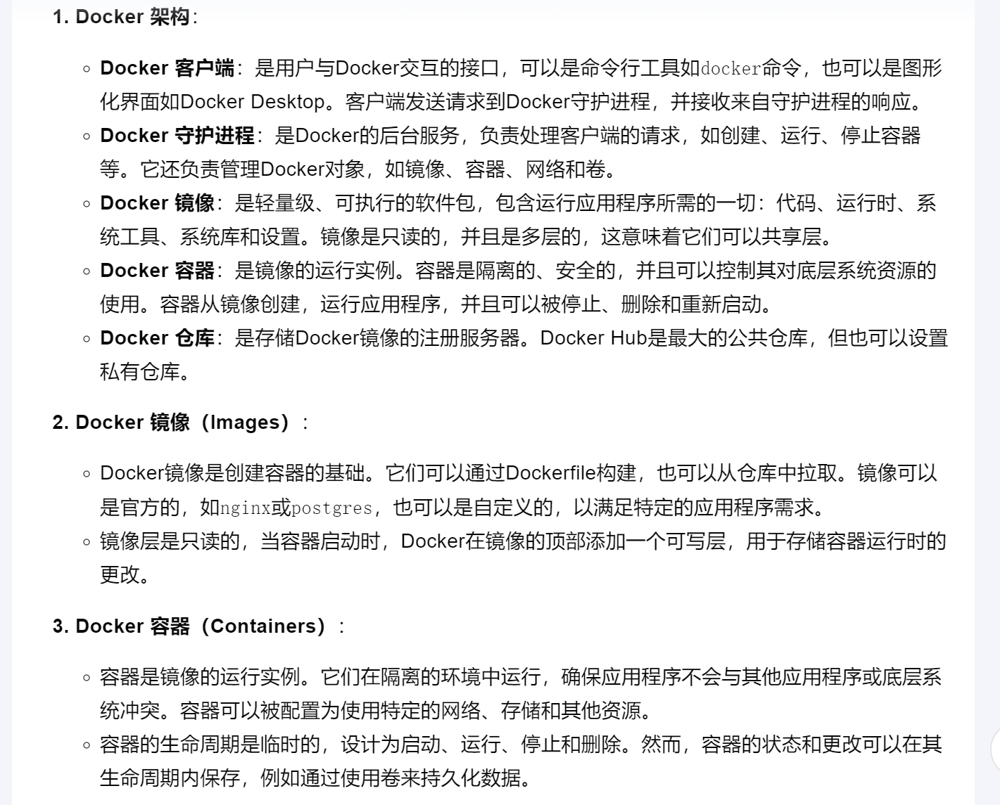 1. Docker 架构:
Docker 客户端：是用户与Docker交互的接口，可以是命令行工具如docker命令，也可以是图形
化界面如Docker Desktop。客户端发送请求到Docker守护进程，并接收来自守护进程的响应。
Docker 守护进程：是Docker的后台服务，负责处理客户端的请求，如创建、运行、停止容器
等。它还负责管理Docker对象，如镜像、容器、网络和卷。
Docker 镜像：是轻量级、可执行的软件包，包含运行应用程序所需的一切：代码、运行时、系
统工具、系统库和设置。镜像是只读的，并且是多层的，这意味着它们可以共享层。
Docker 容器：是镜像的运行实例。容器是隔离的、安全的，并且可以控制其对底层系统资源的
使用。容器从镜像创建，运行应用程序，并且可以被停止、删除和重新启动。
Docker 仓库：是存储Docker镜像的注册服务器。Docker Hub是最大的公共仓库，但也可以设置
私有仓库。
2. Docker 镜像（Images）:
Docker镜像是创建容器的基础。它们可以通过Dockerfile构建，也可以从仓库中拉取。镜像可以
是官方的，如nginx或postgres，也可以是自定义的，以满足特定的应用程序需求。
镜像层是只读的，当容器启动时，Docker在镜像的顶部添加一个可写层，用于存储容器运行时的
更改。
3. Docker 容器（Containers）:
容器是镜像的运行实例。它们在隔离的环境中运行，确保应用程序不会与其他应用程序或底层系
统冲突。容器可以被配置为使用特定的网络、存储和其他资源。
容器的生命周期是临时的，设计为启动、运行、停止和删除。然而，容器的状态和更改可以在其
生命周期内保存，例如通过使用卷来持久化数据。